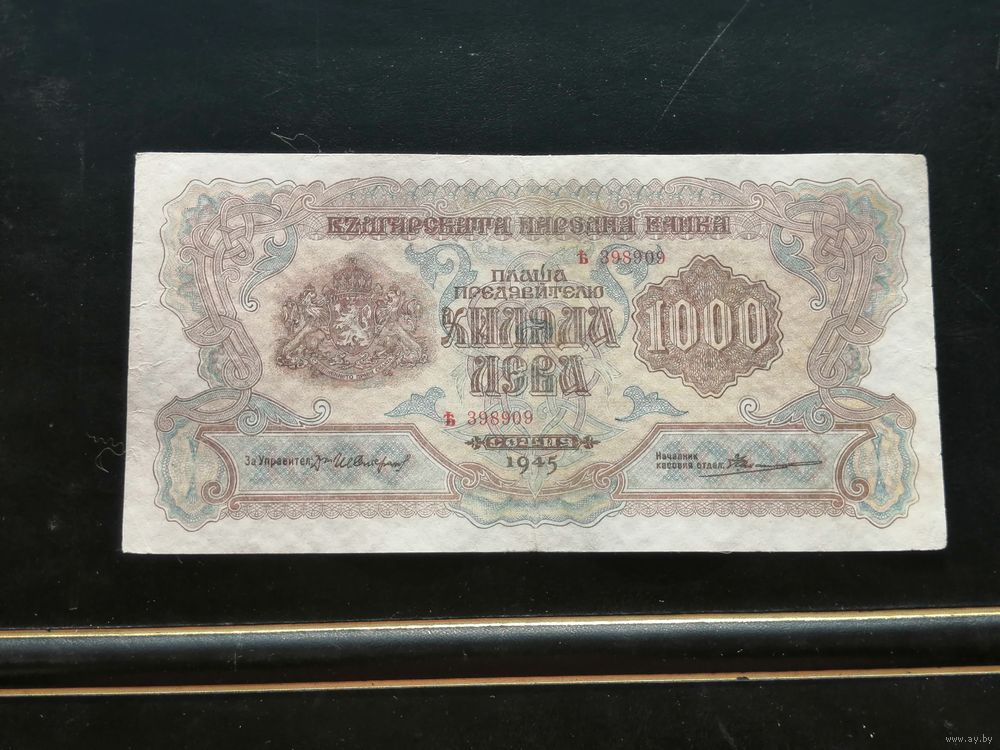 БЪЛГАРСКАТА НАРОДНА БАНКА
Ѣ 398909
ПЛАЩА
ПРЕДЯВИТЕЛЮ
ХИЛЯДА
ЛЕВА
1000
Ѣ 398909
СОФИЯ
1945
За Управител:
Началник
касовия отдел:
www.ay.by